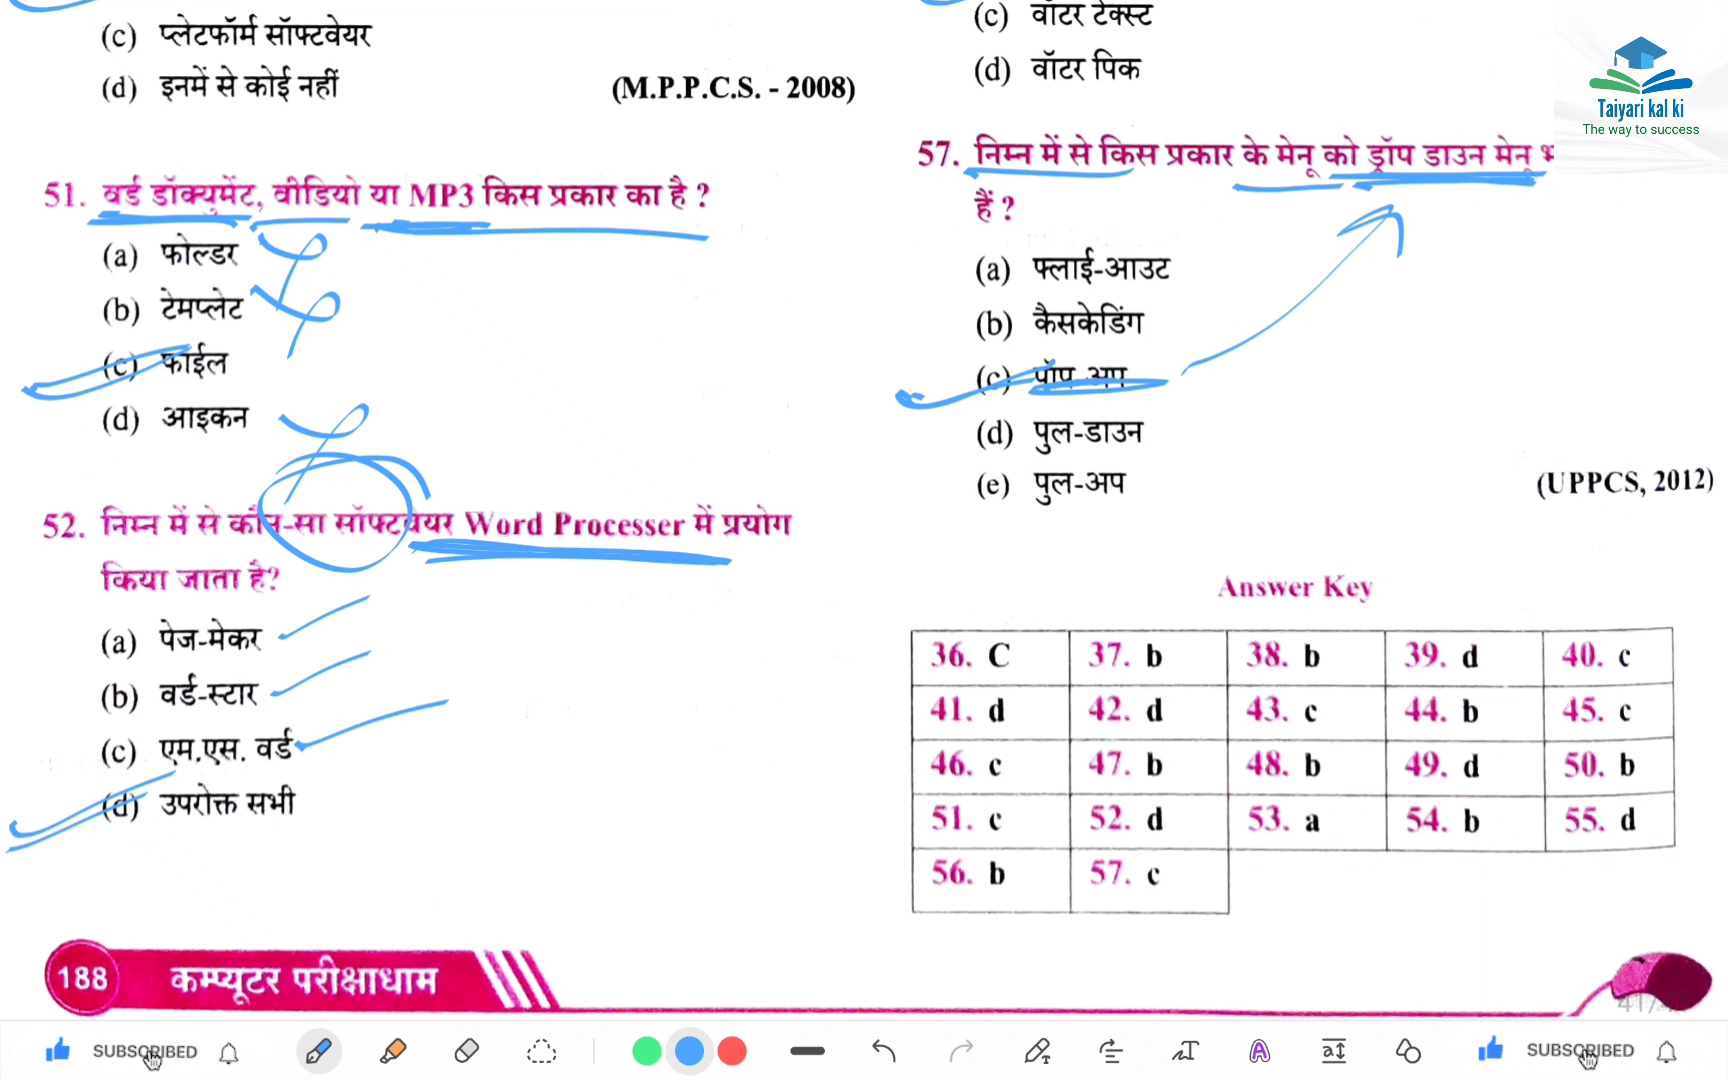 (c) प्लेटफॉर्म सॉफ्टवेयर
(d) इनमें से कोई नहीं
(M.P.P.C.S. - 2008)
51. वर्ड डॉक्युमेंट, वीडियो या MP3 किस प्रकार का है ?
(a) फोल्डर
(b) टेमप्लेट
(c) फाईल
(d) आइकन
52. निम्न में से कौन-सा सॉफ्टवेयर Word Processer में प्रयोग
किया जाता है?
(a) पेज-मेकर
(b) वर्ड-स्टार
(c) एम.एस. वर्ड
(d) उपरोक्त सभी
(c) वॉटर टेक्स्ट
(d) वॉटर पिक
57. निम्न में से किस प्रकार के मेनू को ड्रॉप डाउन मेनू
हैं ?
(a) फ्लाई-आउट
(b) कैसकेडिंग
(c) पॉप अप
(d) पुल-डाउन
(e) पुल-अप
(UPPCS, 2012)
Answer Key
36. C 37. b 38. b 39. d 40. c
41. d 42. d 43. c 44. b 45. c
46. c 47. b 48. b 49. d 50. b
51. c 52. d 53. a 54. b 55. d
56. b 57. c
188 कम्प्यूटर परीक्षाधाम
Taiyari kal ki
The way to success
SUBSCRIBED
SUBSCRIBED